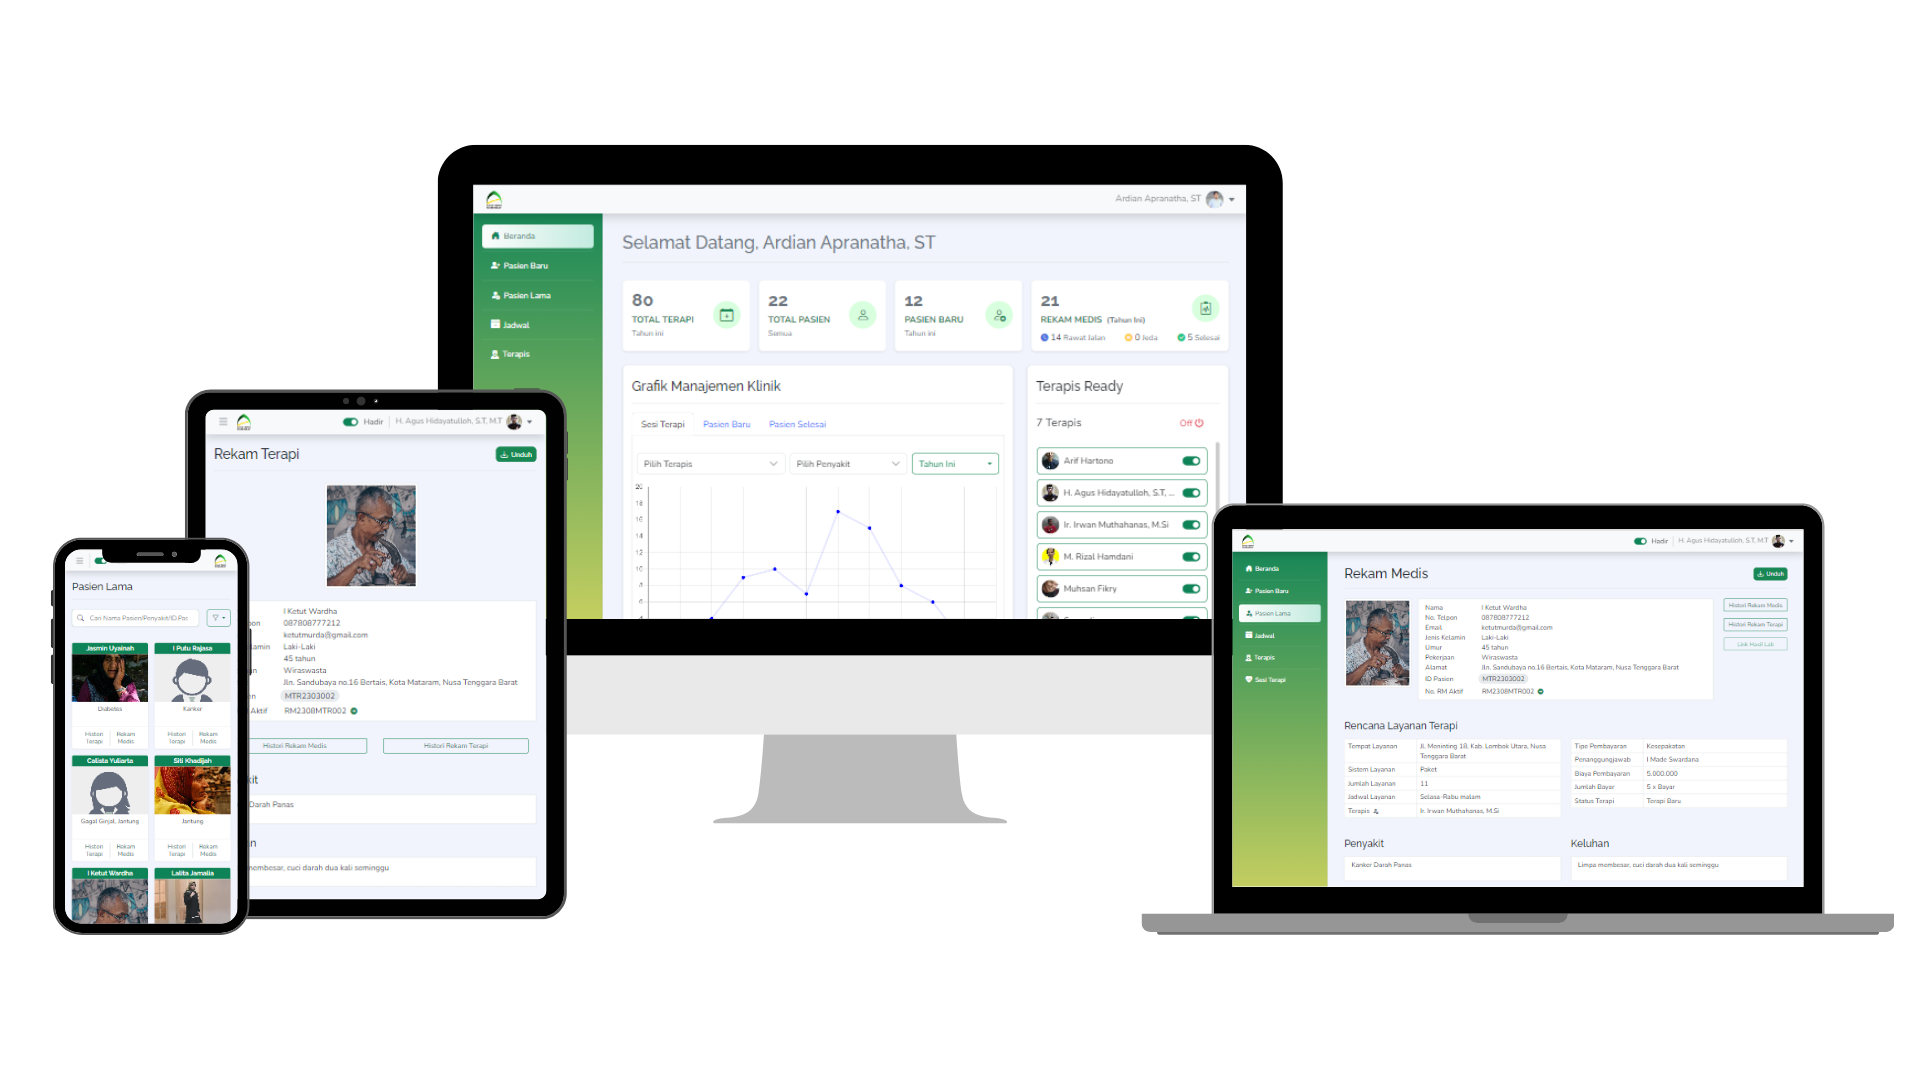 Ardian Apranatha, ST
Beranda
Pasien Baru
Pasien Lama
Jadwal
Terapis
Selamat Datang, Ardian Apranatha, ST
80
TOTAL TERAPI
Tahun ini
22
TOTAL PASIEN
Semua
12
PASIEN BARU
Tahun ini
21
REKAM MEDIS (Tahun Ini)
14 Rawat Jalan 0 Jeda 5 Selesai
Grafik Manajemen Klinik
Sesi Terapi Pasien Baru Pasien Selesai
Pilih Terapis Pilih Penyakit Tahun Ini
20
18
16
14
12
10
8
6
Terapis Ready
7 Terapis Off
Arif Hartono
H. Agus Hidayatulloh, S.T, ...
Ir. Irwan Muthahanas, M.Si
M. Rizal Hamdani
Muhsan Fikry
Hadir H. Agus Hidayatulloh, S.T, M.T
Rekam Terapi
Unduh
I Ketut Wardha
pon 087808777212
ketutmurda@gmail.com
lamin Laki-Laki
45 tahun
Wiraswasta
Jln. Sandubaya no.16 Bertais, Kota Mataram, Nusa Tenggara Barat
en MTR2303002
Aktif RM2308MTR002
Histori Rekam Medis Histori Rekam Terapi
kit
Darah Panas
an
membesar, cuci darah dua kali seminggu
Pasien Lama
Cari Nama Pasien/Penyakit/ID.Pas
Jasmin Uyainah
Diabetes
Histori Terapi Rekam Medis
I Putu Rajasa
Kanker
Histori Terapi Rekam Medis
Calista Yuliarta
Gagal Ginjal, Jantung
Histori Terapi Rekam Medis
Siti Khadijah
Jantung
Histori Terapi Rekam Medis
I Ketut Wardha
Lalita Jamalia
Hadir H. Agus Hidayatulloh, S.T, M.T
Beranda
Pasien Baru
Pasien Lama
Jadwal
Terapis
Sesi Terapi
Rekam Medis
Unduh
Nama I Ketut Wardha
No. Telpon 087808777212
Email ketutmurda@gmail.com
Jenis Kelamin Laki-Laki
Umur 45 tahun
Pekerjaan Wiraswasta
Alamat Jln. Sandubaya no.16 Bertais, Kota Mataram, Nusa Tenggara Barat
ID Pasien MTR2303002
No. RM Aktif RM2308MTR002
Histori Rekam Medis
Histori Rekam Terapi
Link Hasil Lab
Rencana Layanan Terapi
Tempat Layanan Jl. Meninting 18, Kab. Lombok Utara, Nusa
Tenggara Barat
Sistem Layanan Paket
Jumlah Layanan 11
Jadwal Layanan Selasa-Rabu malam
Terapis Ir. Irwan Muthahanas, M.Si
Tipe Pembayaran Kesepakatan
Penanggungjawab I Made Swardana
Biaya Pembayaran 5.000.000
Jumlah Bayar 5 x Bayar
Status Terapi Terapi Baru
Penyakit
Kanker Darah Panas
Keluhan
Limpa membesar, cuci darah dua kali seminggu